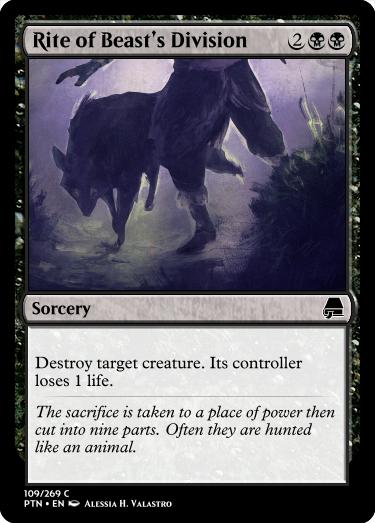 Rite of Beast's Division 2
Sorcery
Destroy target creature. Its controller
loses 1 life.
The sacrifice is taken to a place of power then
cut into nine parts. Often they are hunted
like an animal.
109/269 C
PTN • EN Alessia H. Valastro